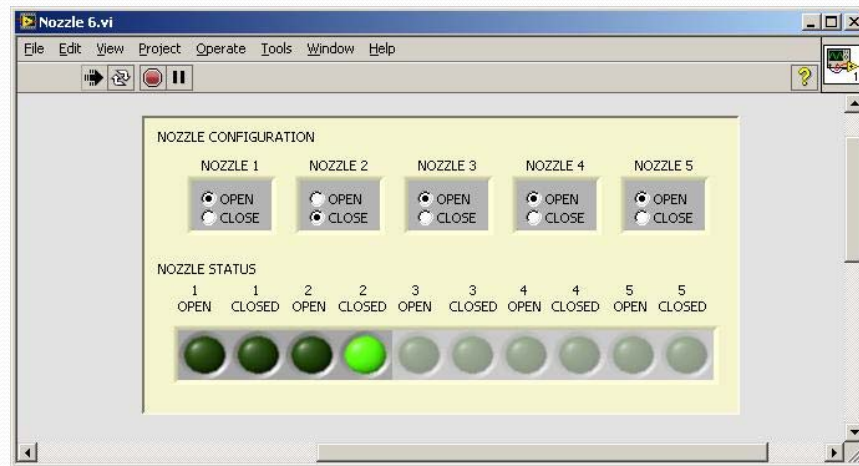 Nozzle 6.vi
File Edit View Project Operate Tools Window Help
1
NOZZLE CONFIGURATION
NOZZLE 1 NOZZLE 2 NOZZLE 3 NOZZLE 4 NOZZLE 5
OPEN OPEN OPEN OPEN OPEN
CLOSE CLOSE CLOSE CLOSE CLOSE
NOZZLE STATUS
1 1 2 2 3 3 4 4 5 5
OPEN CLOSED OPEN CLOSED OPEN CLOSED OPEN CLOSED OPEN CLOSED